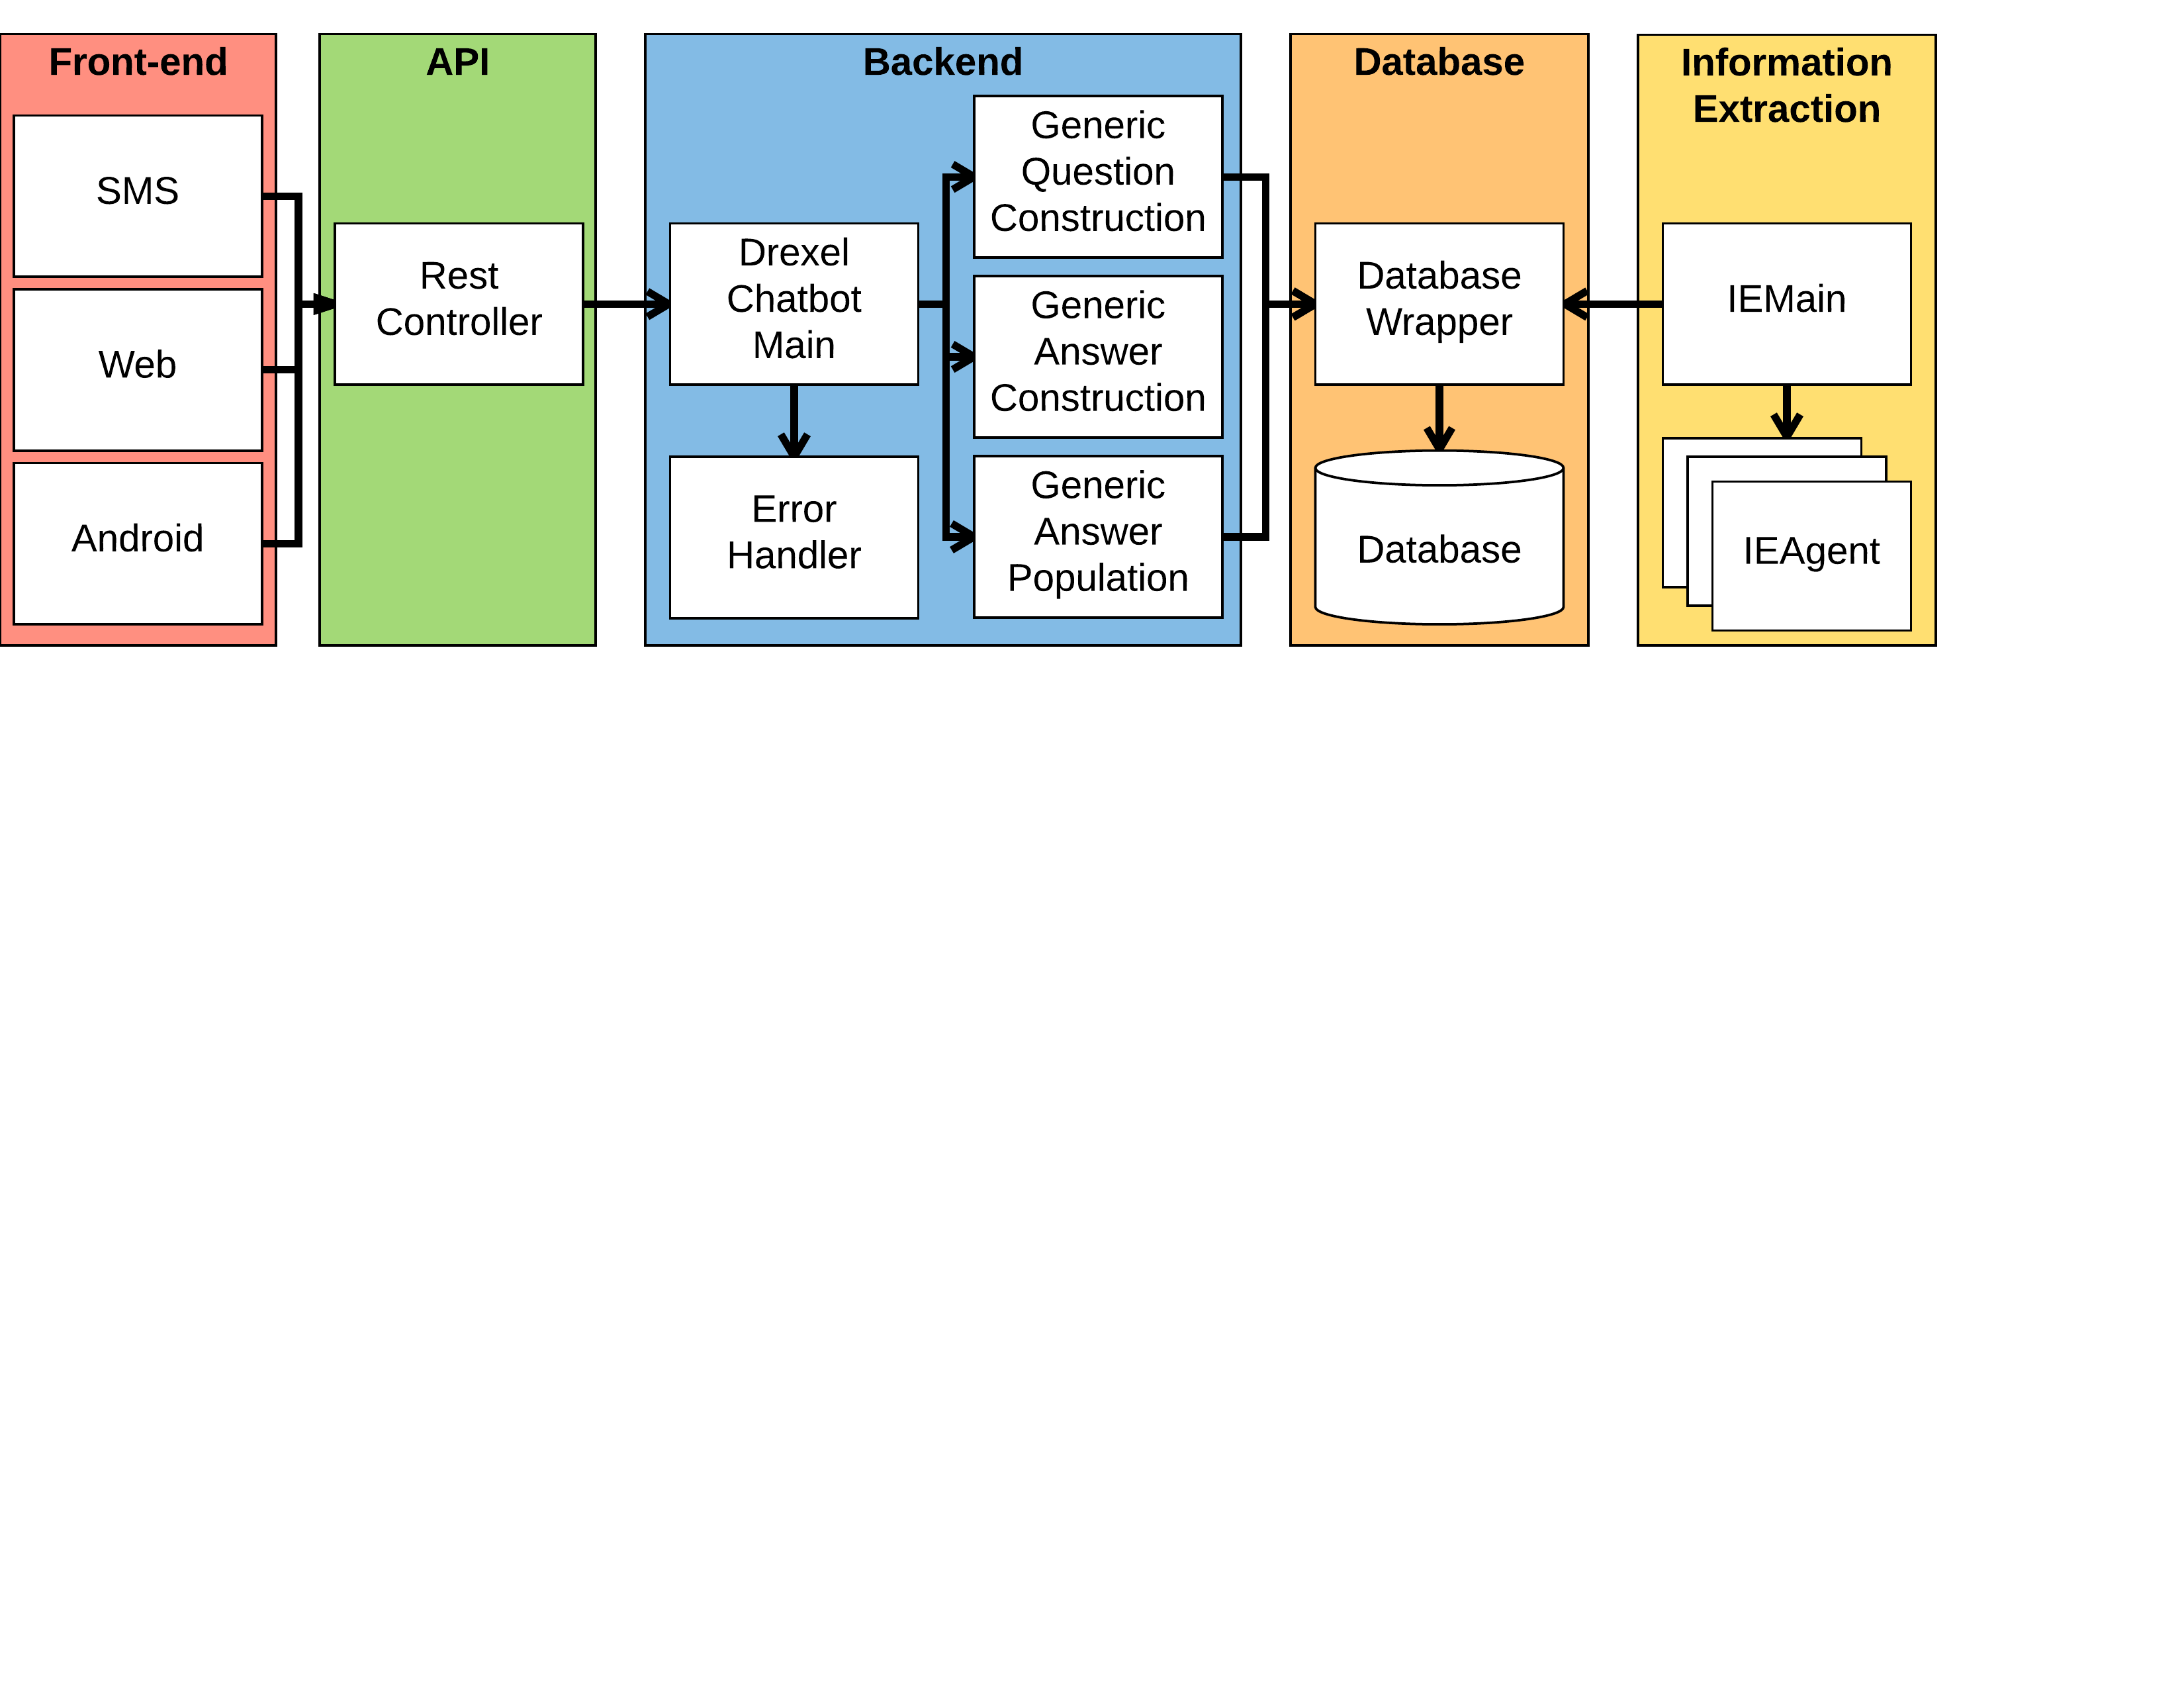 Front-end
SMS
Web
Android
API
Rest
Controller
Backend
Drexel
Chatbot
Main
Error
Handler
Generic
Question
Construction
Generic
Answer
Construction
Generic
Answer
Population
Database
Database
Wrapper
Database
Information
Extraction
IEMain
IEAgent